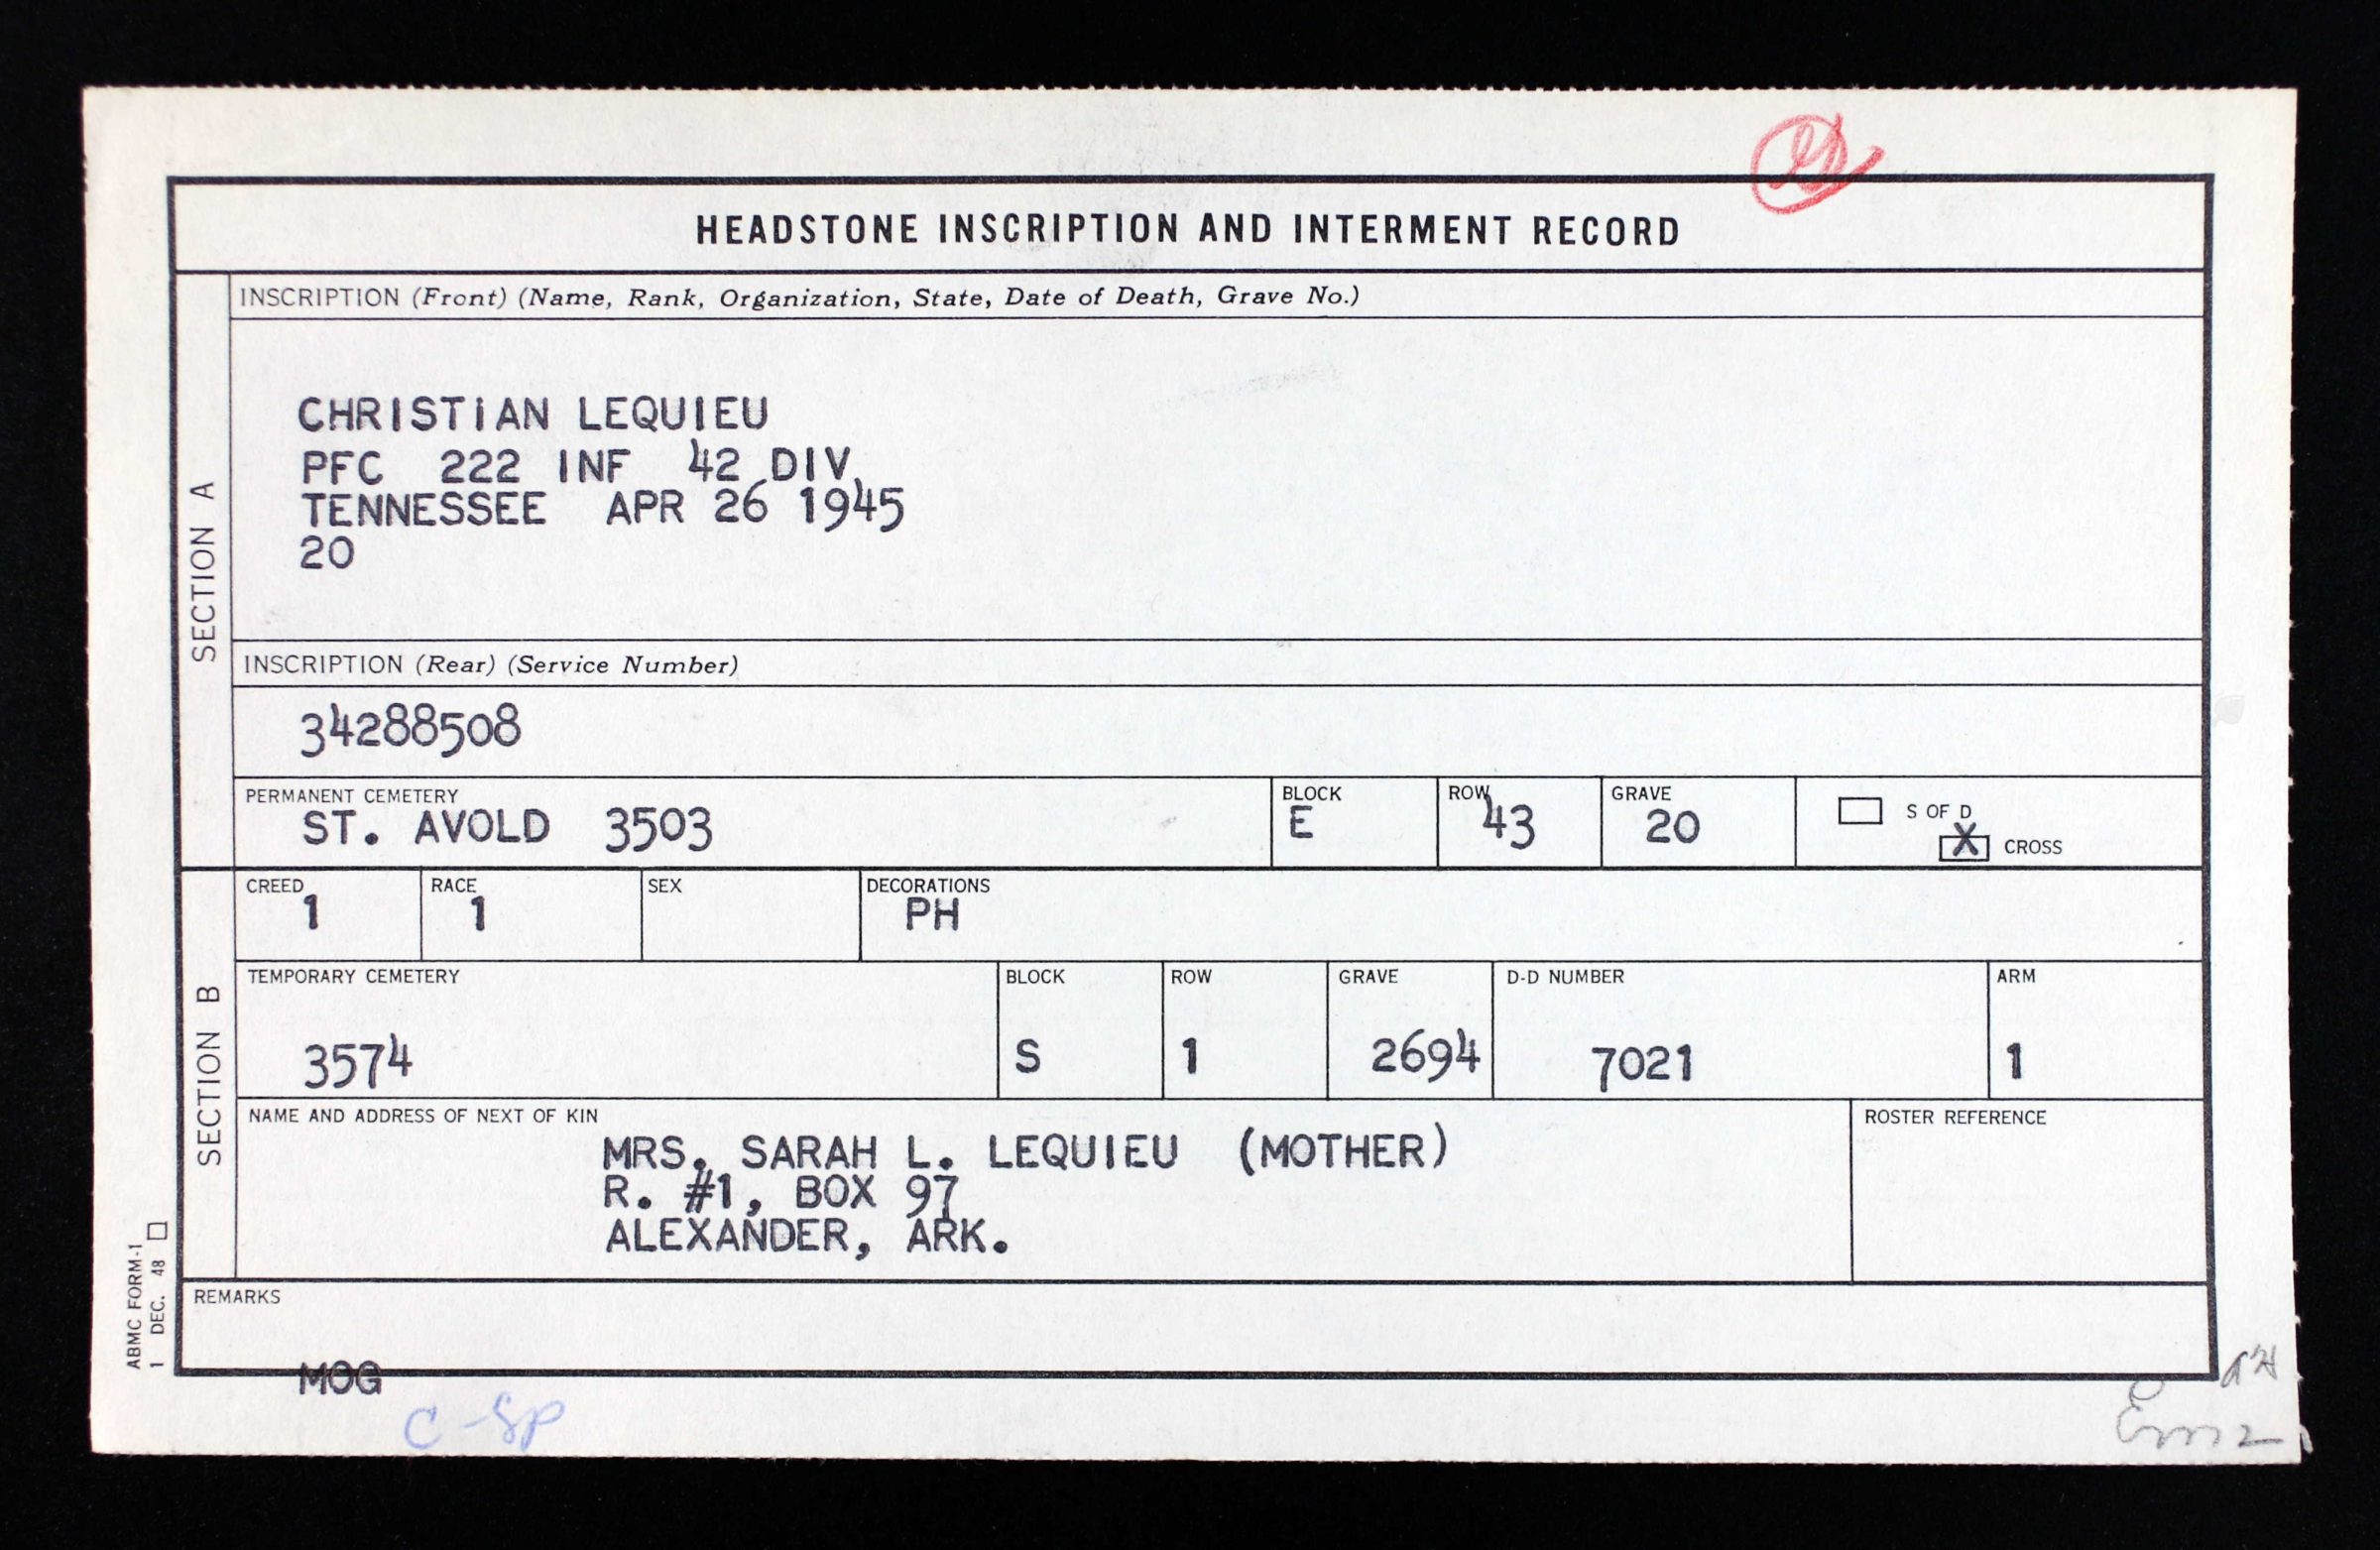 HEADSTONE INSCRIPTION AND INTERMENT RECORD
SECTION A
INSCRIPTION (Front) (Name, Rank, Organization, State, Date of Death, Grave No.)
CHRISTIAN LEQUIEU
PFC 222 INF 42 DIV
TENNESSEE APR 26 1945
20
INSCRIPTION (Rear) (Service Number)
34288508
PERMANENT CEMETERY BLOCK ROW GRAVE
ST. AVOLD 3503 E 43 20
S OF D
X CROSS
SECTION B
CREED RACE SEX DECORATIONS
1 1 PH
TEMPORARY CEMETERY BLOCK ROW GRAVE D-D NUMBER ARM
3574 S 1 2694 7021 1
NAME AND ADDRESS OF NEXT OF KIN ROSTER REFERENCE
MRS. SARAH L. LEQUIEU (MOTHER)
R. #1, BOX 97
ALEXANDER, ARK.
REMARKS
MOG
ABMC FORM-1
1 DEC. 48